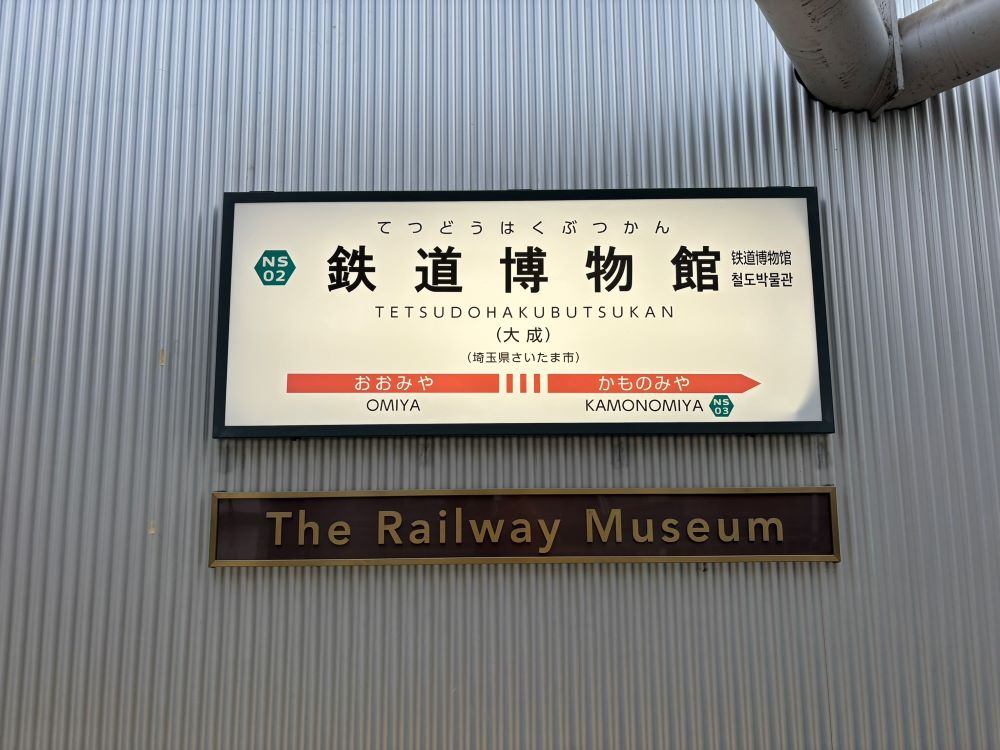 てつどうはくぶつかん
NS
02
鉄道博物館
铁道博物馆
철도박물관
TETSUDOHAKUBUTSUKAN
（大成）
（埼玉県さいたま市）
おおみや かものみや
OMIYA KAMONOMIYA NS
03
The Railway Museum